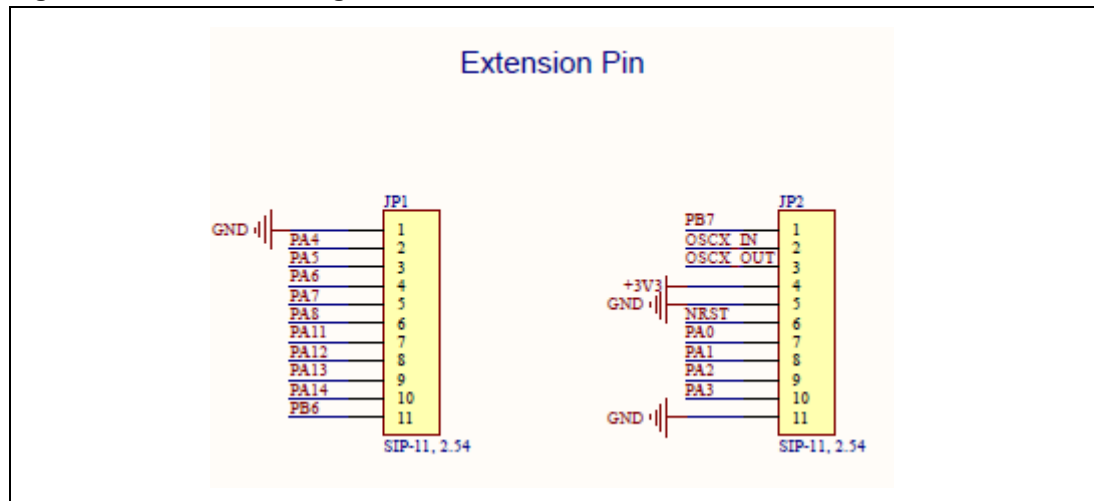 Extension Pin
JP1
GND
1
PA4
2
PA5
3
PA6
4
PA7
5
PA8
6
PA11
7
PA12
8
PA13
9
PA14
10
PB6
11
SIP-11, 2.54
JP2
PB7
1
OSCX_IN
2
OSCX_OUT
3
+3V3
4
GND
5
NRST
6
PA0
7
PA1
8
PA2
9
PA3
10
GND
11
SIP-11, 2.54